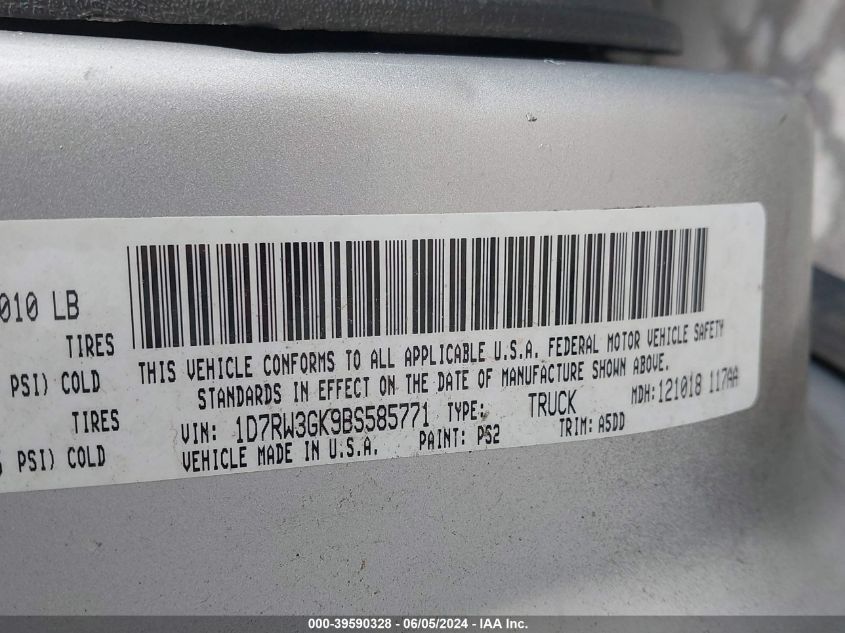 010 LB
TIRES
PSI) COLD
TIRES
PSI) COLD
THIS VEHICLE CONFORMS TO ALL APPLICABLE U.S.A. FEDERAL MOTOR VEHICLE SAFETY
STANDARDS IN EFFECT ON THE DATE OF MANUFACTURE SHOWN ABOVE.
VIN: 1D7RW3GK9BS585771 TYPE: TRUCK MDH:121018 117AA
VEHICLE MADE IN U.S.A. PAINT: PS2 TRIM: A5DD
000-39590328 - 06/05/2024 - IAA Inc.